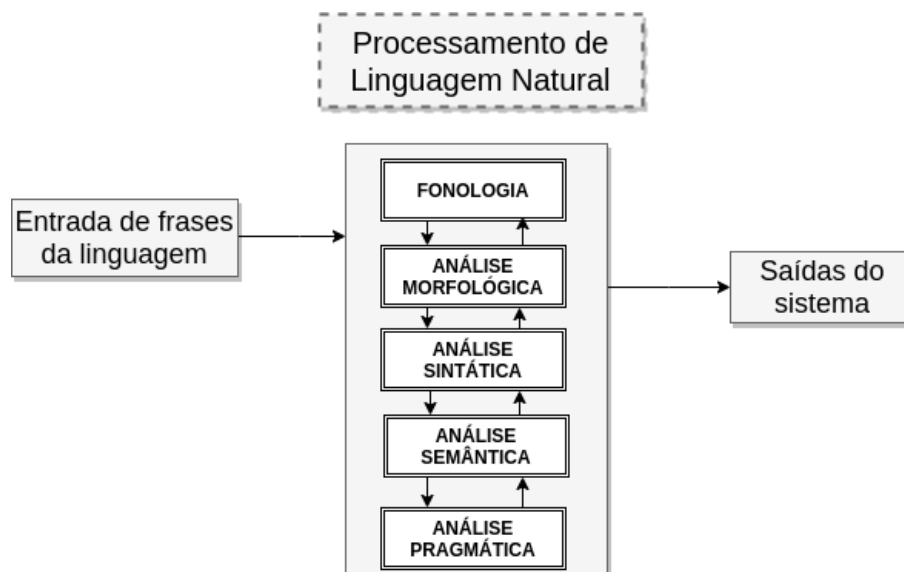 Processamento de
Linguagem Natural
Entrada de frases
da linguagem
FONOLOGIA
ANÁLISE
MORFOLÓGICA
ANÁLISE
SINTÁTICA
ANÁLISE
SEMÂNTICA
ANÁLISE
PRAGMÁTICA
Saídas do
sistema